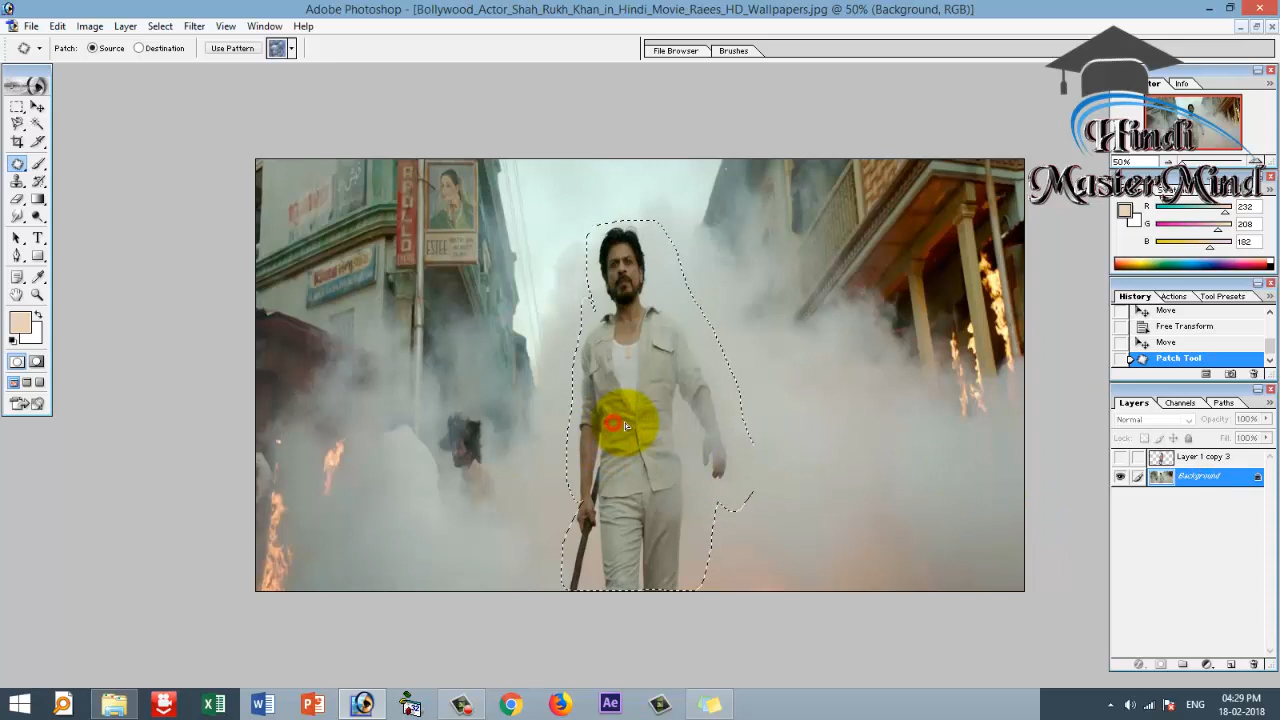 Adobe Photoshop - [Bollywood_Actor_Shah_Rukh_Khan_in_Hindi_Movie_Raees_HD_Wallpapers.jpg @ 50% (Background, RGB)]
File Edit Image Layer Select Filter View Window Help
Patch: Source Destination Use Pattern File Browser Brushes
Info
Hindi
MasterMind
50%
R 232
G 208
B 182
APOLLO
ESTEE
History Actions Tool Presets
Move
Free Transform
Move
Patch Tool
Layers Channels Paths
Normal Opacity: 100%
Lock: Fill: 100%
Layer 1 copy 3
Background
T
W P Ae
ENG
04:29 PM
18-02-2018